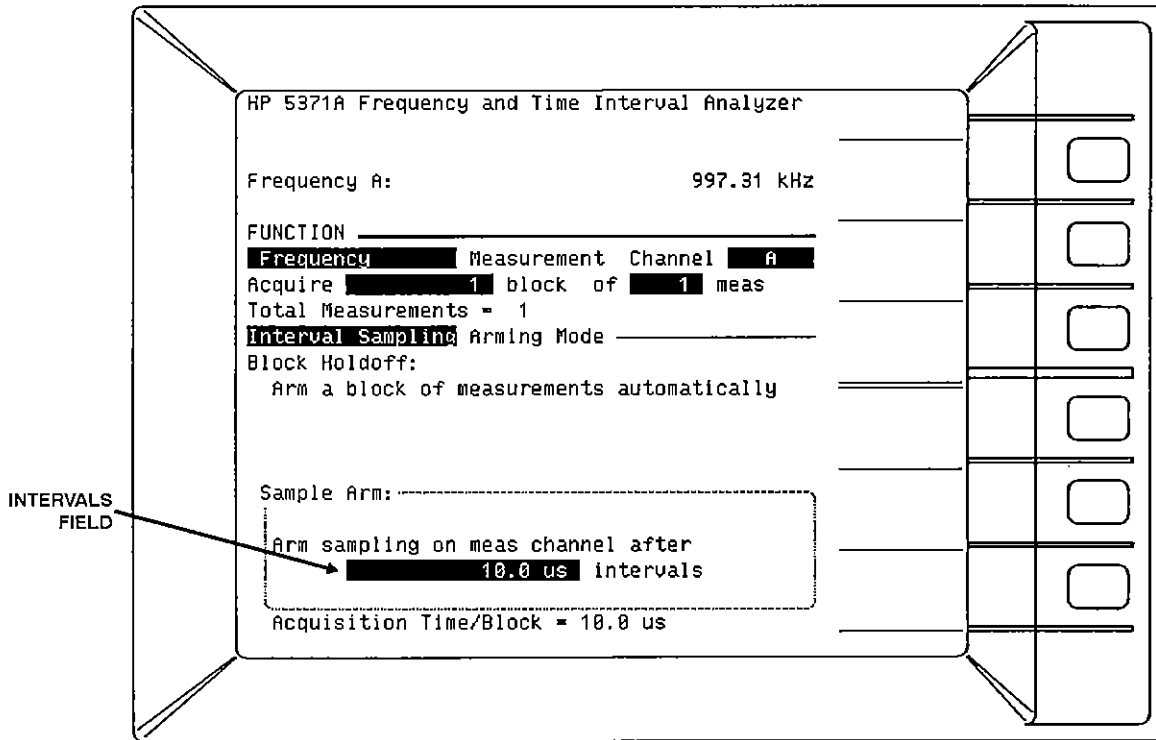 HP 5371A Frequency and Time Interval Analyzer
Frequency A: 997.31 kHz
FUNCTION
Frequency Measurement Channel A
Acquire 1 block of 1 meas
Total Measurements = 1
Interval Sampling Arming Mode
Block Holdoff:
Arm a block of measurements automatically
Sample Arm:
INTERVALS
FIELD
Arm sampling on meas channel after
10.0 us intervals
Acquisition Time/Block = 10.0 us